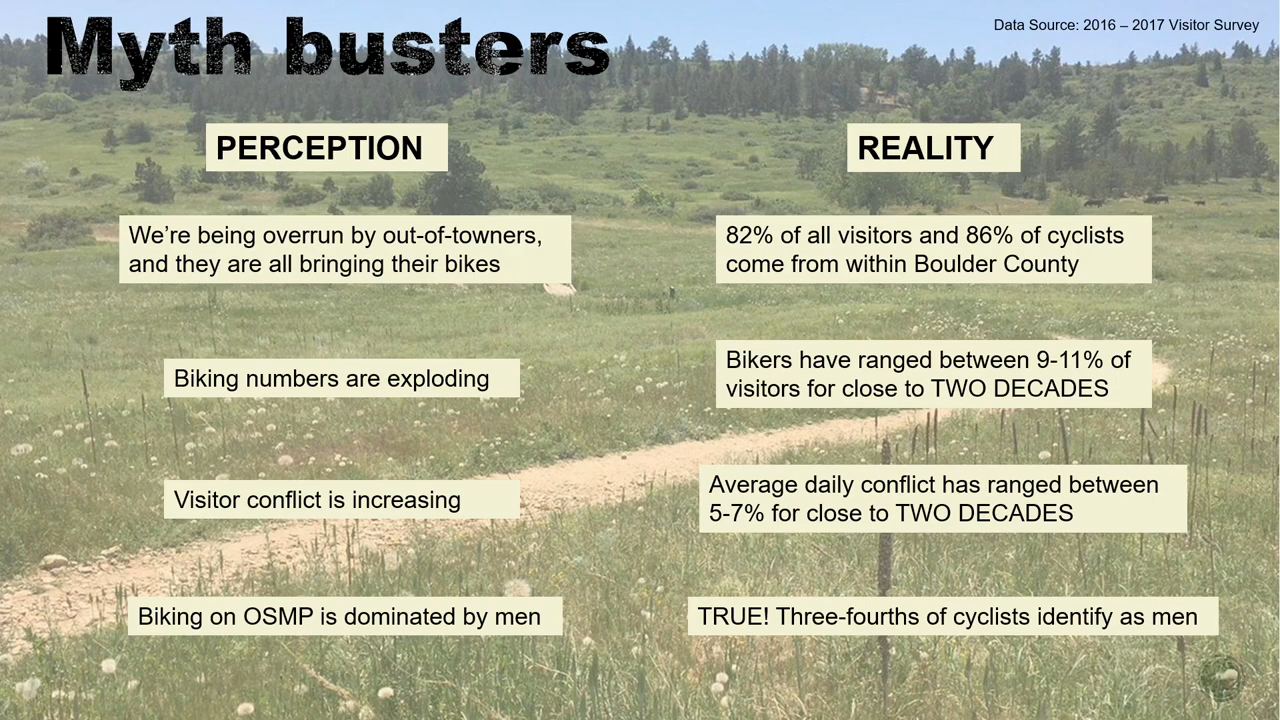 Myth busters
Data Source: 2016 – 2017 Visitor Survey
PERCEPTION
REALITY
We’re being overrun by out-of-towners,
and they are all bringing their bikes
82% of all visitors and 86% of cyclists
come from within Boulder County
Biking numbers are exploding
Bikers have ranged between 9-11% of
visitors for close to TWO DECADES
Visitor conflict is increasing
Average daily conflict has ranged between
5-7% for close to TWO DECADES
Biking on OSMP is dominated by men
TRUE! Three-fourths of cyclists identify as men